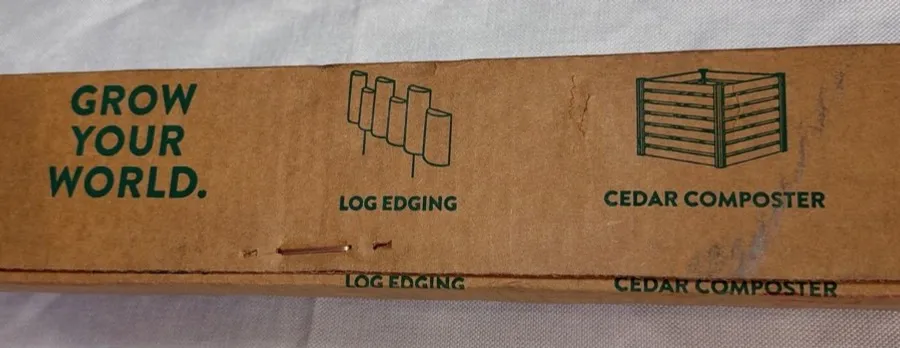 GROW
YOUR
WORLD.
LOG EDGING
CEDAR COMPOSTER
LOG EDGING
CEDAR COMPOSTER